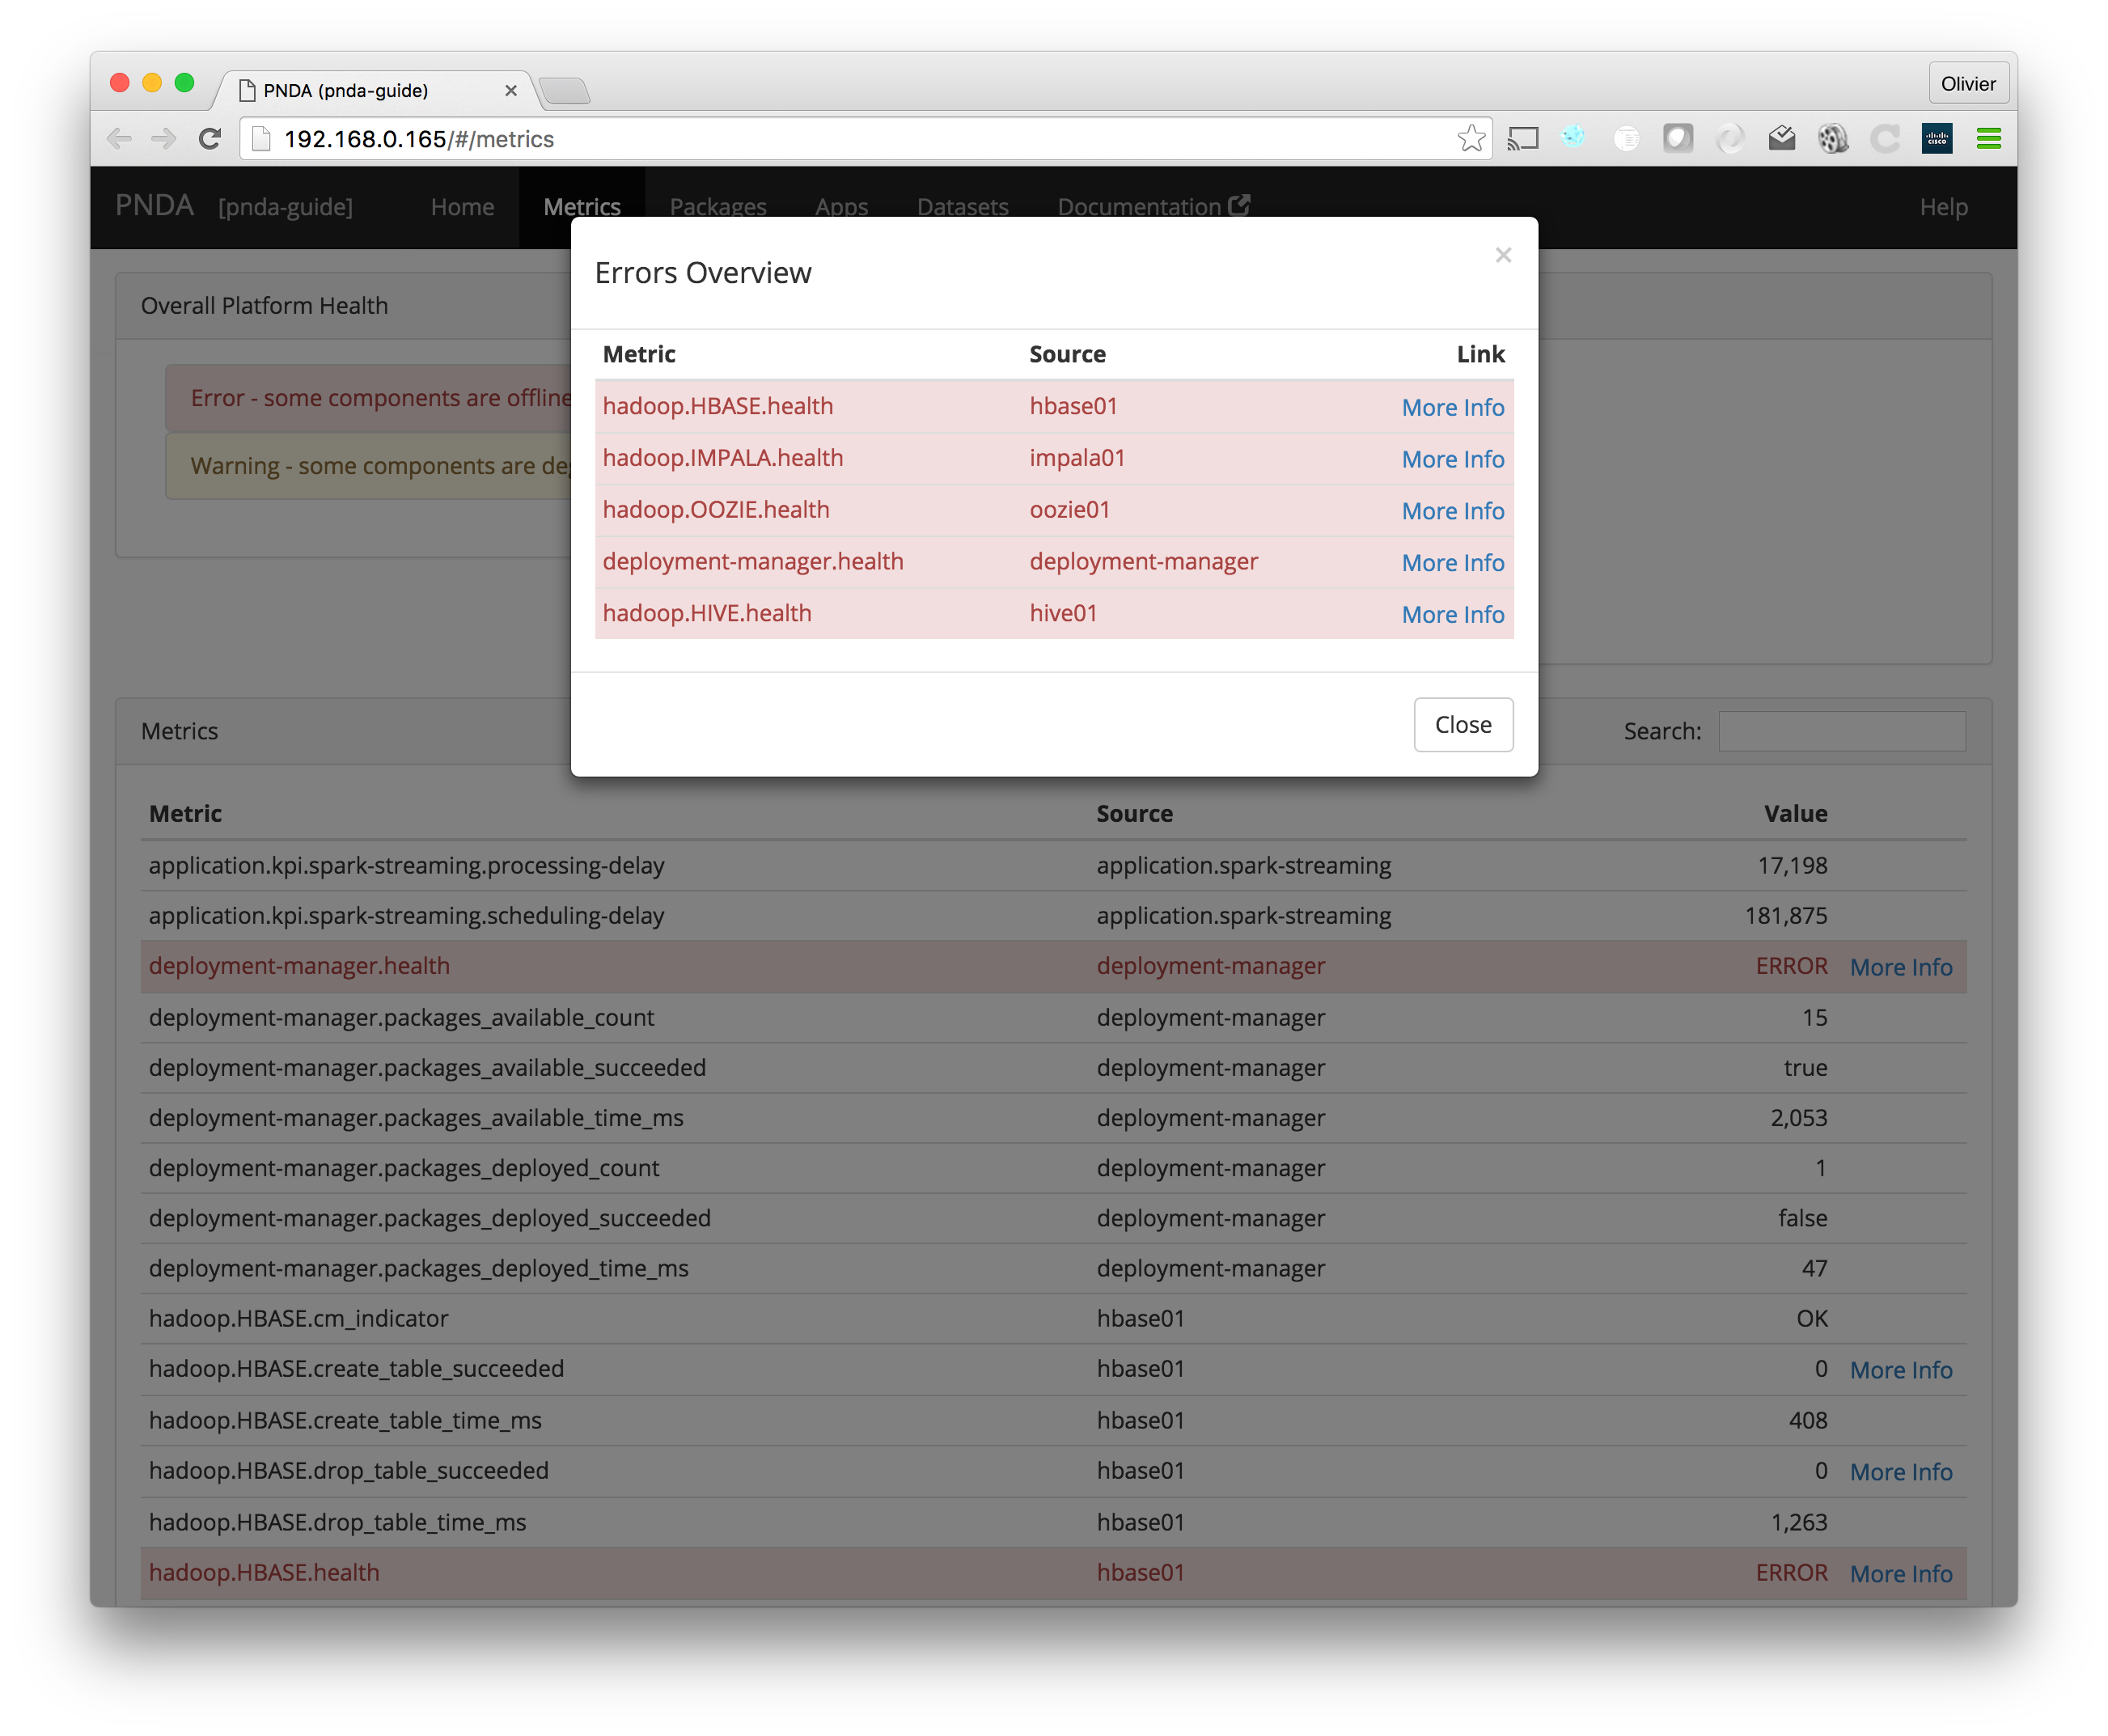 PNDA (pnda-guide)
Olivier
192.168.0.165/#/metrics
cisco
PNDA [pnda-guide] Home Metrics Packages Apps Datasets Documentation Help
Errors Overview
Overall Platform Health
Metric Source Link
Error - some components are offline
hadoop.HBASE.health hbase01 More Info
hadoop.IMPALA.health impala01 More Info
Warning - some components are
hadoop.OOZIE.health oozie01 More Info
deployment-manager.health deployment-manager More Info
hadoop.HIVE.health hive01 More Info
Close
Metrics Search:
Metric Source Value
application.kpi.spark-streaming.processing-delay application.spark-streaming 17,198
application.kpi.spark-streaming.scheduling-delay application.spark-streaming 181,875
deployment-manager.health deployment-manager ERROR More Info
deployment-manager.packages_available_count deployment-manager 15
deployment-manager.packages_available_succeeded deployment-manager true
deployment-manager.packages_available_time_ms deployment-manager 2,053
deployment-manager.packages_deployed_count deployment-manager 1
deployment-manager.packages_deployed_succeeded deployment-manager false
deployment-manager.packages_deployed_time_ms deployment-manager 47
hadoop.HBASE.cm_indicator hbase01 OK
hadoop.HBASE.create_table_succeeded hbase01 0 More Info
hadoop.HBASE.create_table_time_ms hbase01 408
hadoop.HBASE.drop_table_succeeded hbase01 0 More Info
hadoop.HBASE.drop_table_time_ms hbase01 1,263
hadoop.HBASE.health hbase01 ERROR More Info